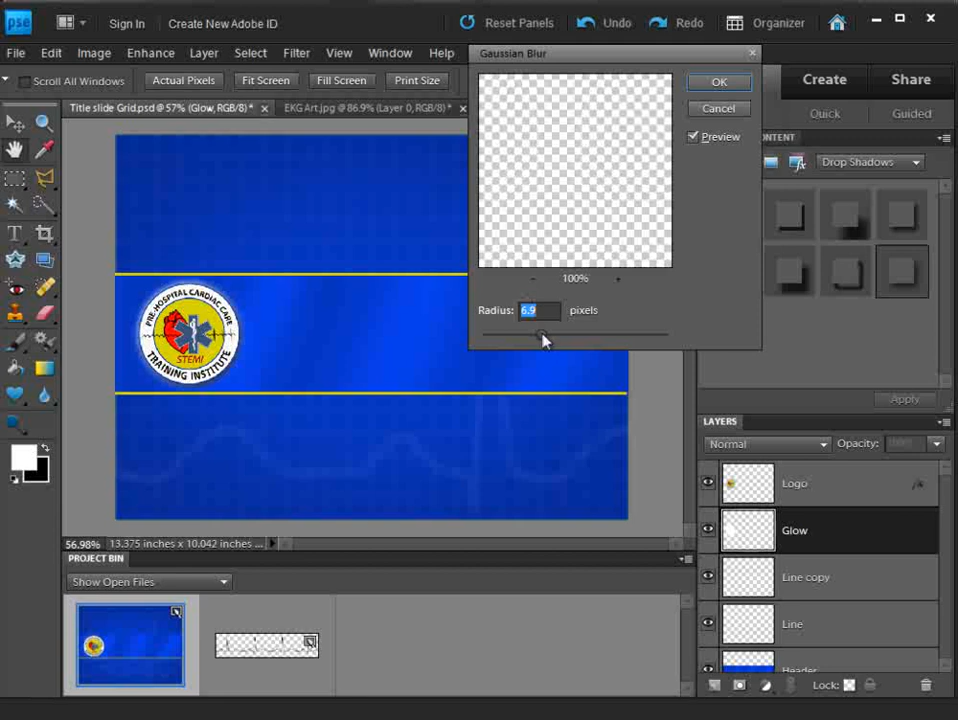 pse
Sign In
Create New Adobe ID
Reset Panels
Undo
Redo
Organizer
File Edit Image Enhance Layer Select Filter View Window Help
Scroll All Windows
Actual Pixels
Fit Screen
Fill Screen
Print Size
Gaussian Blur
OK
Cancel
Preview
100%
Radius: 6.9 pixels
Create
Share
Quick
Guided
Title slide Grid.psd @ 57% (Glow, RGB/8) *
EKG Art.jpg @ 86.9% (Layer 0, RGB/8) *
CONTENT
Drop Shadows
PRE-HOSPITAL CARDIAC CARE
STEMI
TRAINING INSTITUTE
Apply
LAYERS
Normal
Opacity:
Logo
fx
Glow
Line copy
Line
Header
Lock:
56.98%
13.375 inches x 10.042 inches ...
PROJECT BIN
Show Open Files